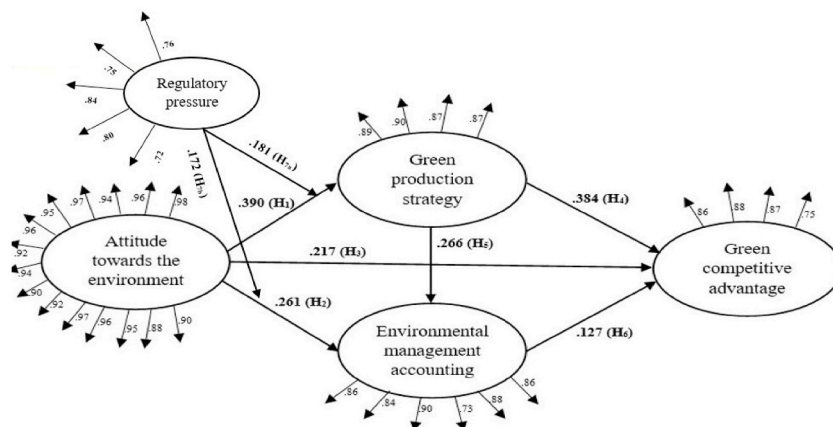 .76
.75
.84
.80
.72
Regulatory
pressure
.181 (H7a)
.172 (H7b)
.390 (H1)
.89
.90
.87
.87
Green
production
strategy
.384 (H4)
.217 (H3)
.266 (H5)
.95
.97
.94
.96
.98
.96
.92
.94
.90
.92
.97
.96
.95
.88
.90
Attitude
towards the
environment
.261 (H2)
Environmental
management
accounting
.86
.84
.90
.73
.88
.86
.127 (H6)
.86
.88
.87
.75
Green
competitive
advantage